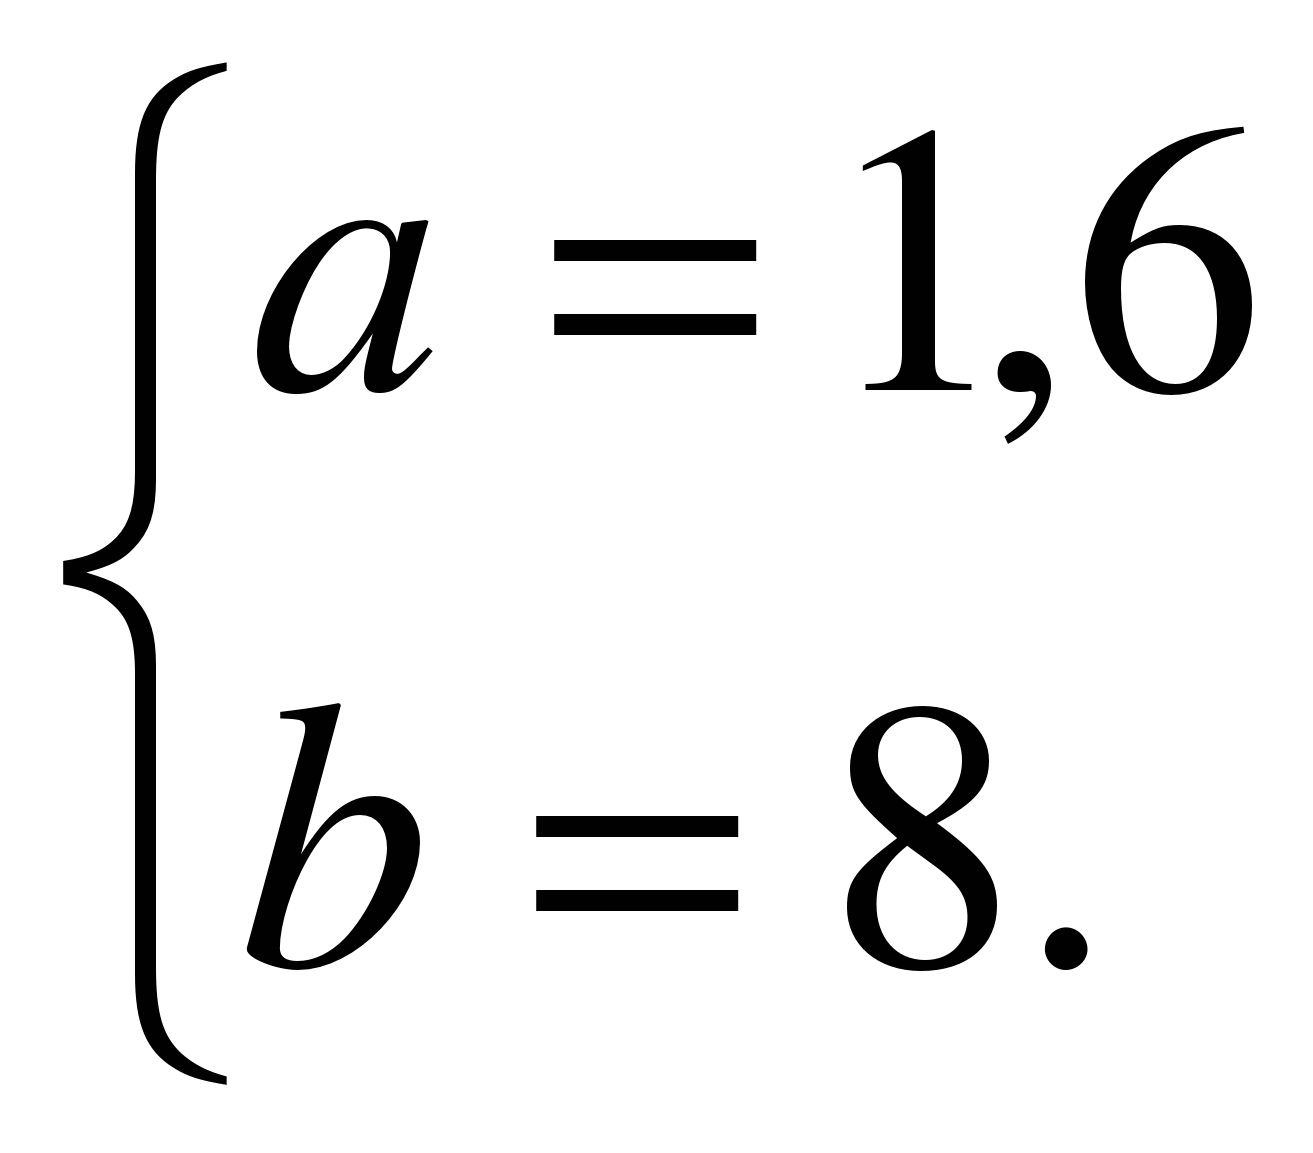 a = 1,6
b = 8.